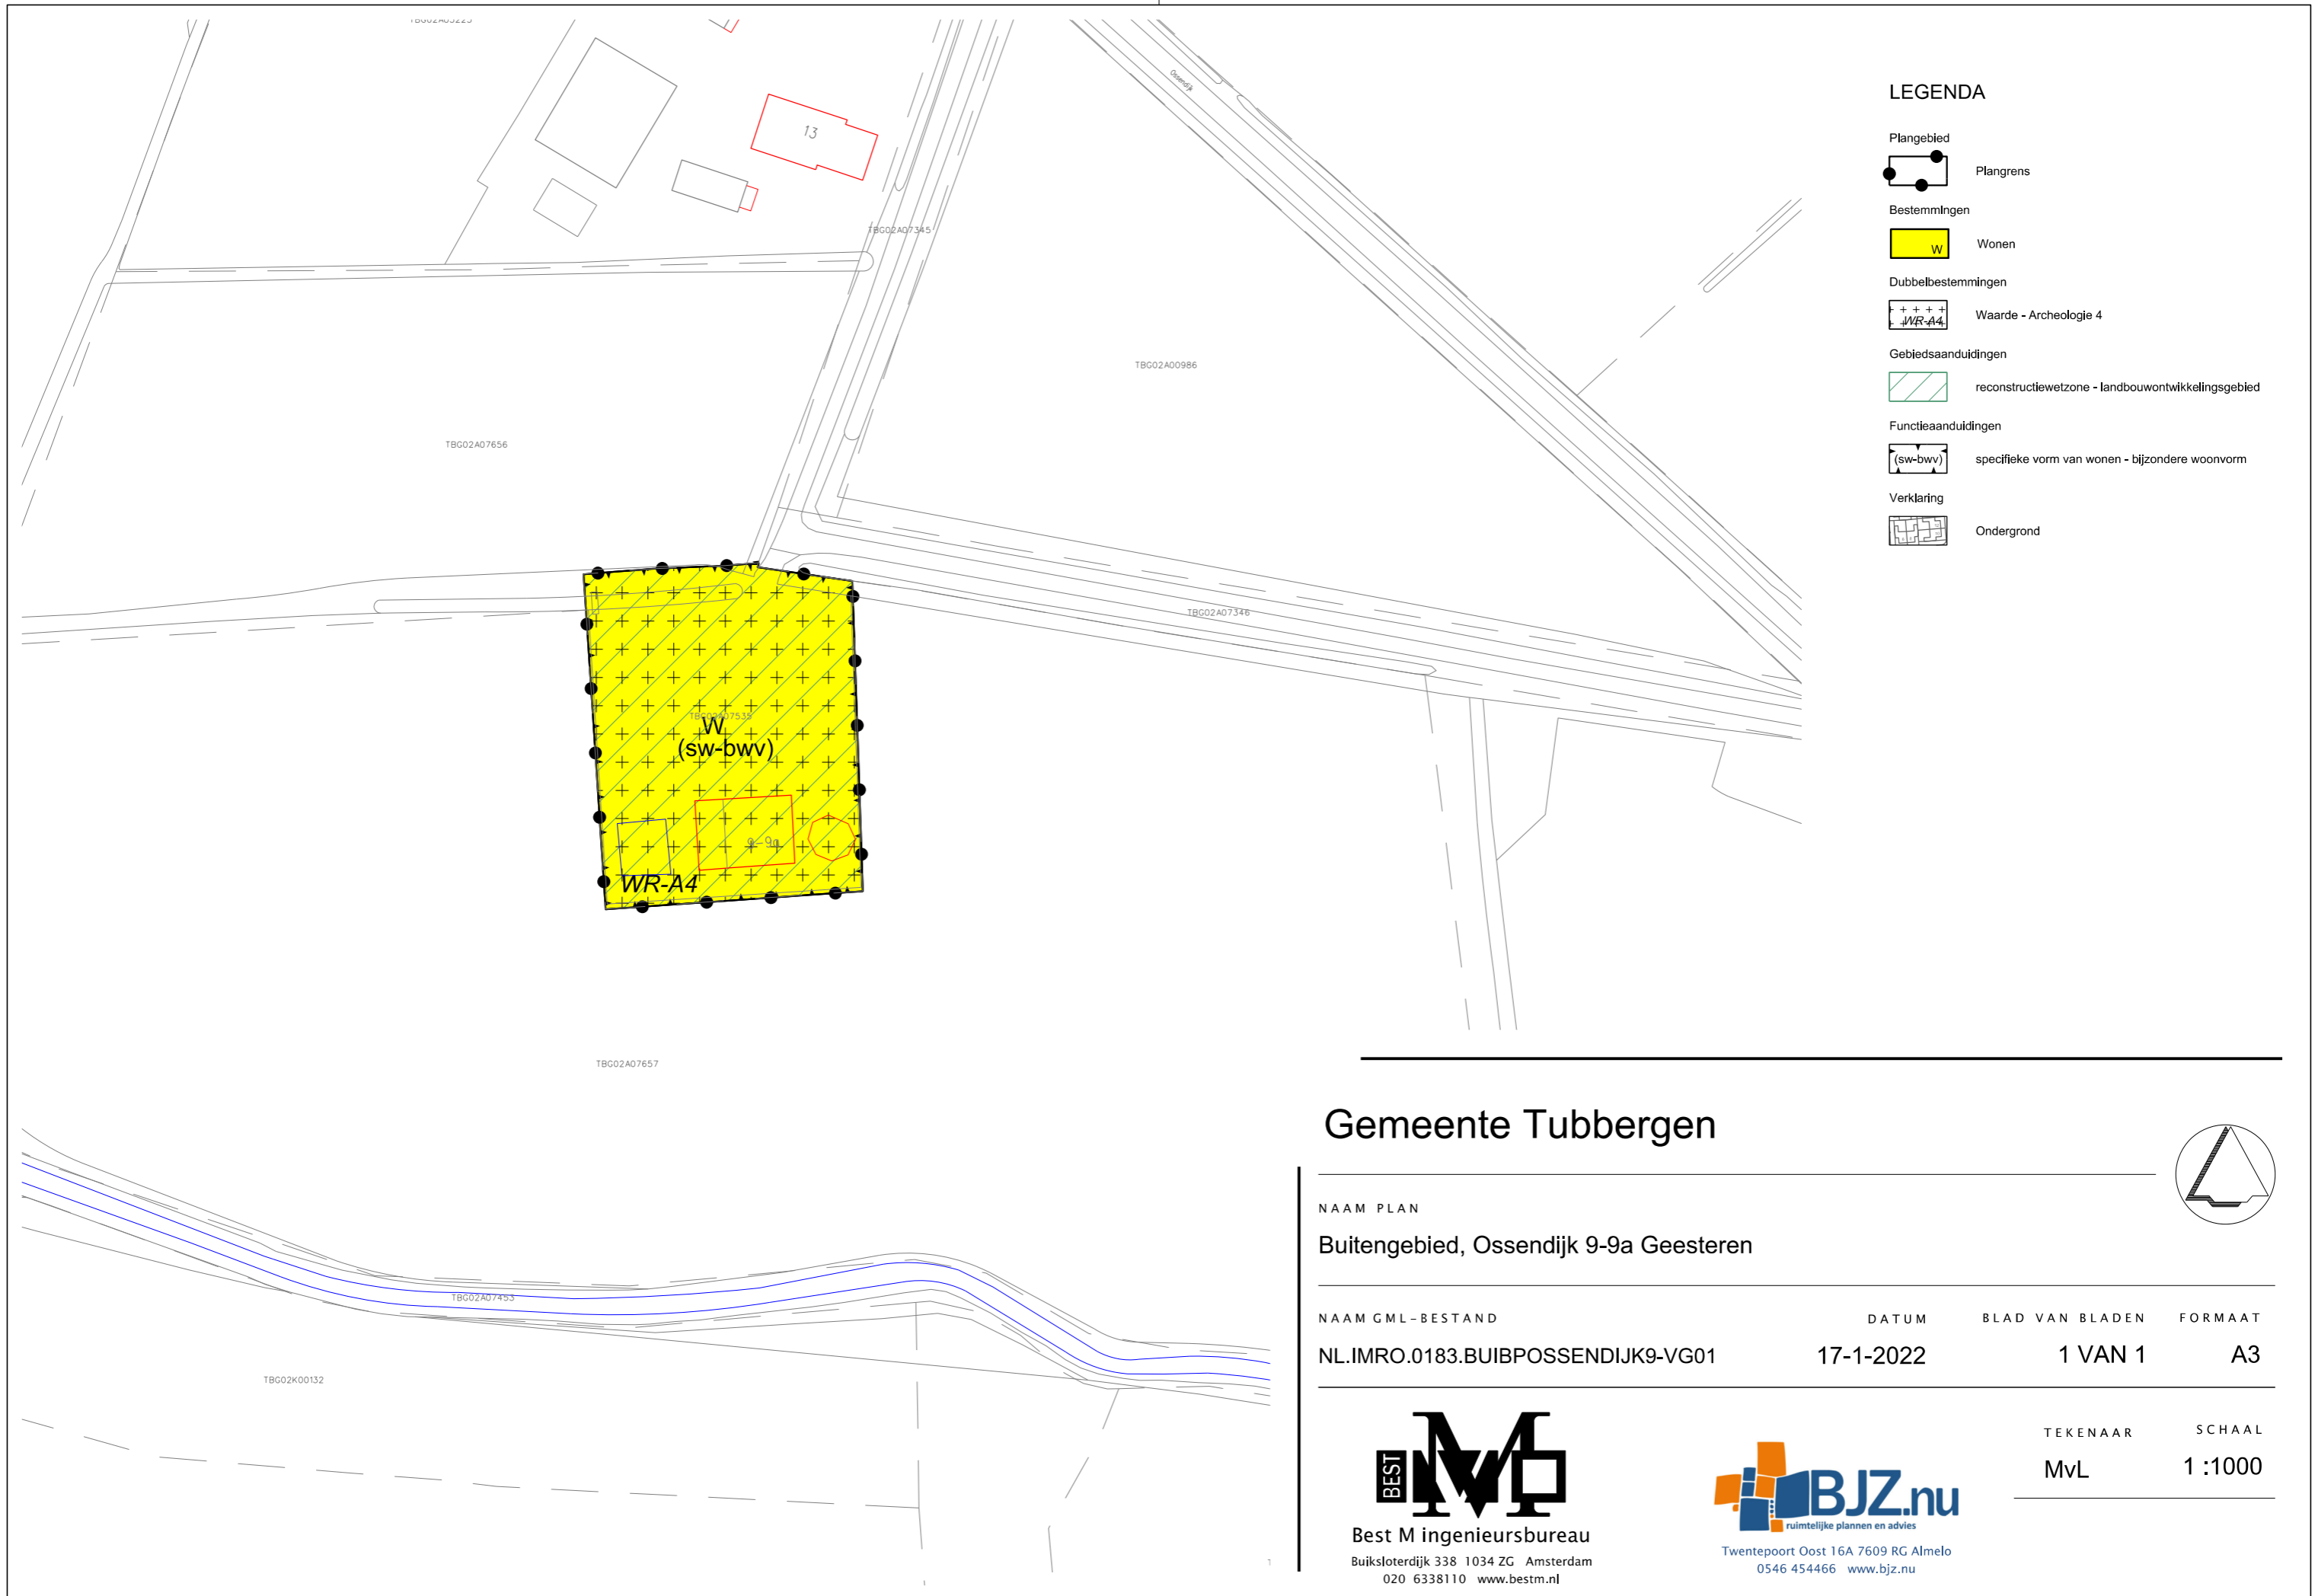 13
Ossendijk
TBG02A07345
TBG02A00986
TBG02A07656
TBG02A07346
TBG02A07535
W
(sw-bwv)
9-9a
WR-A4
TBG02A07657
TBG02A07453
TBG02K00132
LEGENDA
Plangebied
Plangrens
Bestemmingen
W Wonen
Dubbelbestemmingen
WR-A4 Waarde - Archeologie 4
Gebiedsaanduidingen
reconstructiewetzone - landbouwontwikkelingsgebied
Functieaanduidingen
(sw-bwv) specifieke vorm van wonen - bijzondere woonvorm
Verklaring
Ondergrond
Gemeente Tubbergen
NAAM PLAN
Buitengebied, Ossendijk 9-9a Geesteren
NAAM GML-BESTAND DATUM BLAD VAN BLADEN FORMAAT
NL.IMRO.0183.BUIBPOSSENDIJK9-VG01 17-1-2022 1 VAN 1 A3
TEKENAAR SCHAAL
MvL 1 :1000
BEST M
Best M ingenieursbureau
Buiksloterdijk 338 1034 ZG Amsterdam
020 6338110 www.bestm.nl
BJZ.nu
ruimtelijke plannen en advies
Twentepoort Oost 16A 7609 RG Almelo
0546 454466 www.bjz.nu